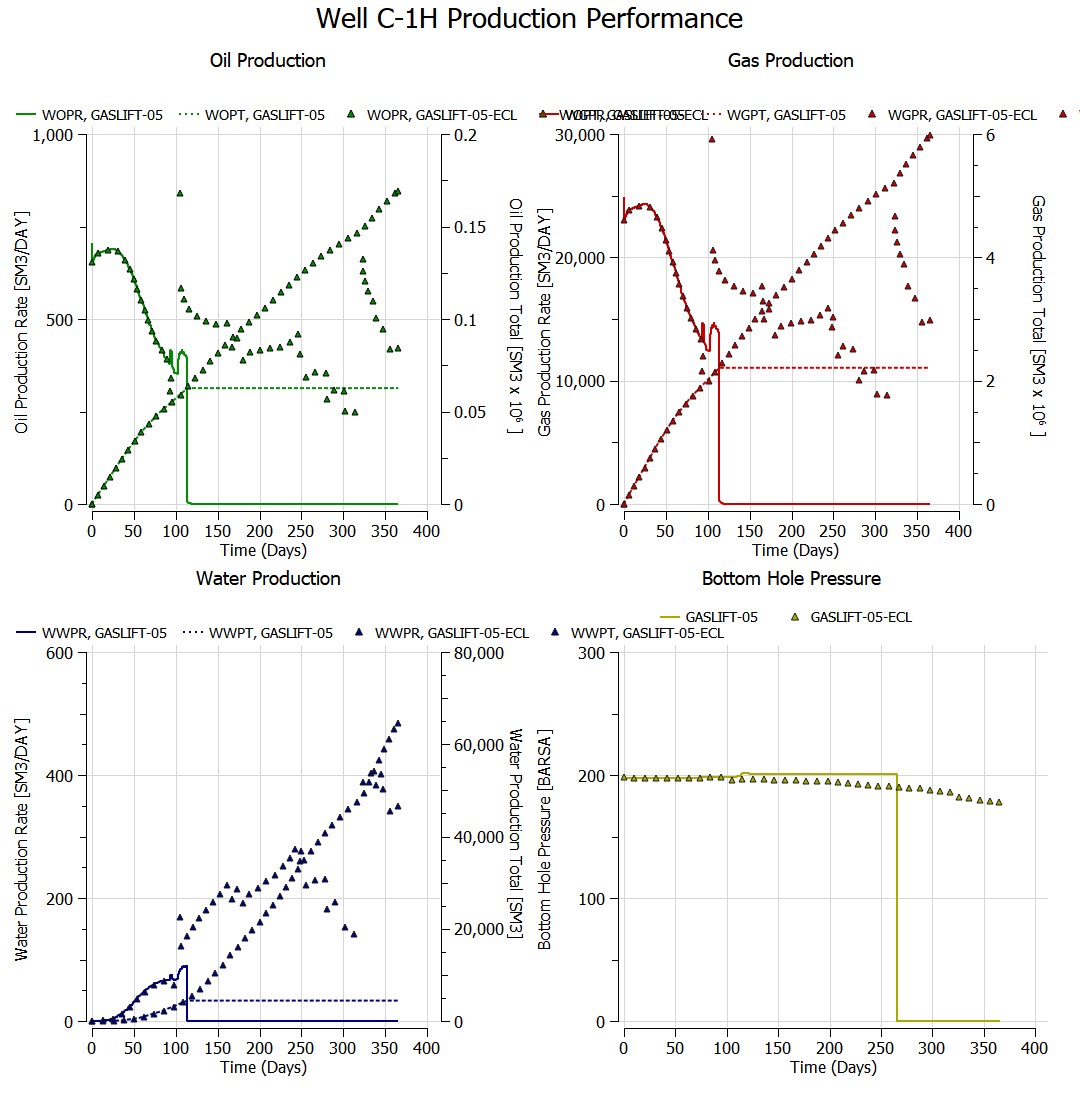 Well C-1H Production Performance
Oil Production
WOPR, GASLIFT-05 WOPT, GASLIFT-05 WOPR, GASLIFT-05-ECL WOPT, GASLIFT-05-ECL
1,000
500
0
0.2
0.15
0.1
0.05
0
Oil Production Rate [SM3/DAY]
Oil Production Total [SM3 x 10⁶ ]
0 50 100 150 200 250 300 350 400
Time (Days)
Gas Production
WGPR, GASLIFT-05 WGPT, GASLIFT-05 WGPR, GASLIFT-05-ECL
30,000
20,000
10,000
0
6
4
2
0
Gas Production Rate [SM3/DAY]
Gas Production Total [SM3 x 10⁶ ]
0 50 100 150 200 250 300 350 400
Time (Days)
Water Production
WWPR, GASLIFT-05 WWPT, GASLIFT-05 WWPR, GASLIFT-05-ECL WWPT, GASLIFT-05-ECL
600
400
200
0
80,000
60,000
40,000
20,000
0
Water Production Rate [SM3/DAY]
Water Production Total [SM3]
0 50 100 150 200 250 300 350 400
Time (Days)
Bottom Hole Pressure
GASLIFT-05 GASLIFT-05-ECL
300
200
100
0
Bottom Hole Pressure [BARSA]
0 50 100 150 200 250 300 350 400
Time (Days)